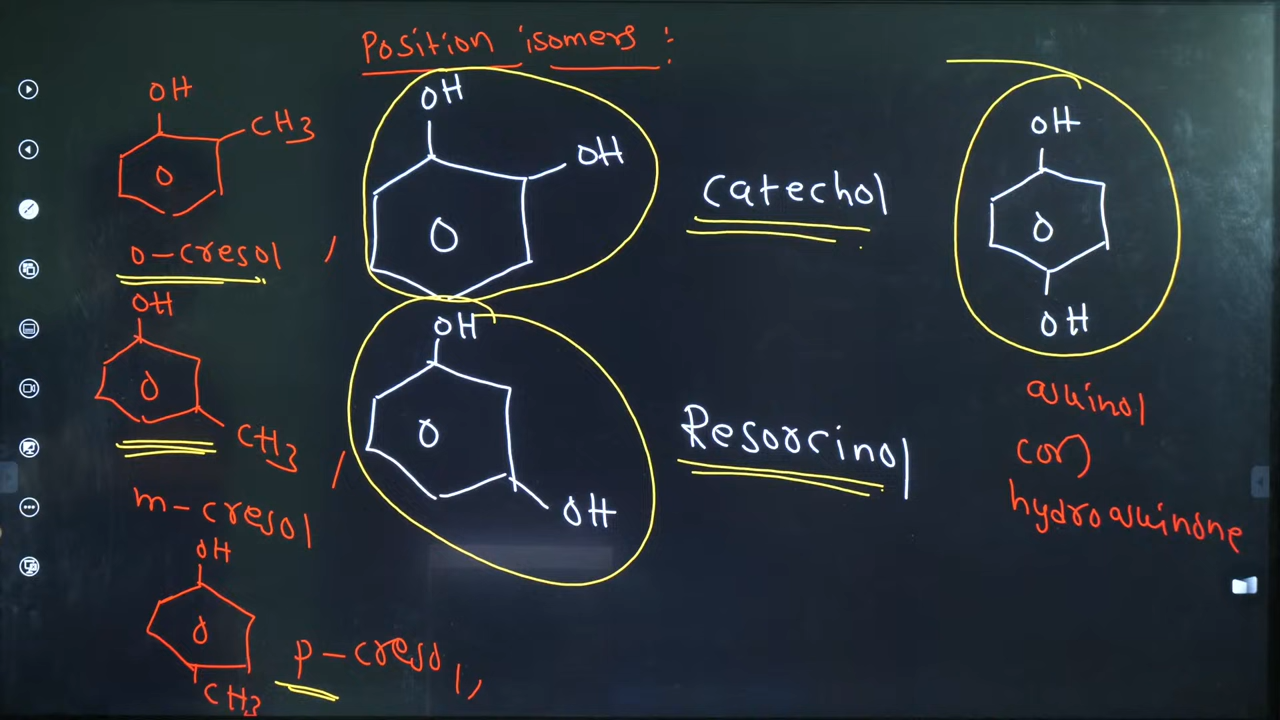 Position isomers :
OH
CH3
O
o-cresol ,
OH
O
CH3
m-cresol
,
OH
O
CH3
p-cresol,
OH
OH
O
Catechol
OH
O
OH
Resorcinol
OH
O
OH
(or)